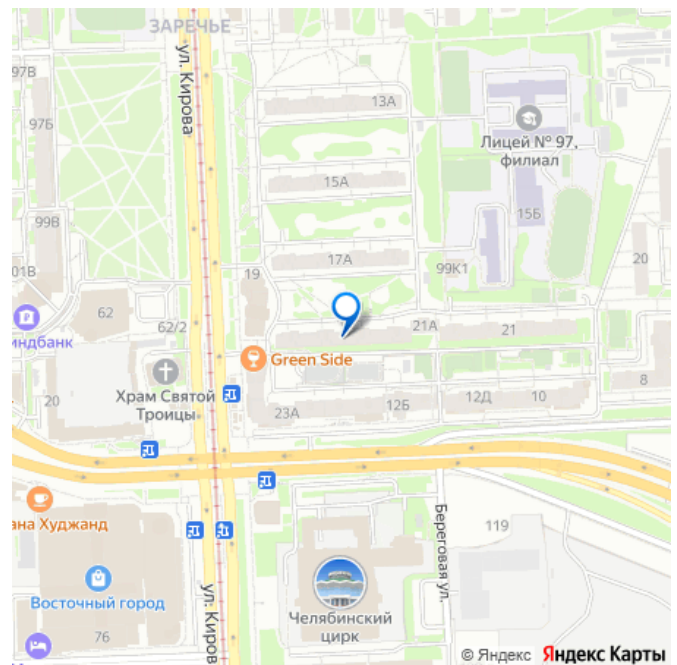 ЗАРЕЧЬЕ
97В
ул. Кирова
13А
97Б
Лицей № 97,
филиал
15А
15Б
99В
17А
01В
19
99К1
20
62
62/2
индбанк
21А
21
Green Side
Храм Святой
Троицы
8
20
23А
12Б
12Д
10
ана Худжанд
Береговая ул.
119
Восточный город
ул. Киров
Челябинский
цирк
76
© Яндекс Яндекс Карты